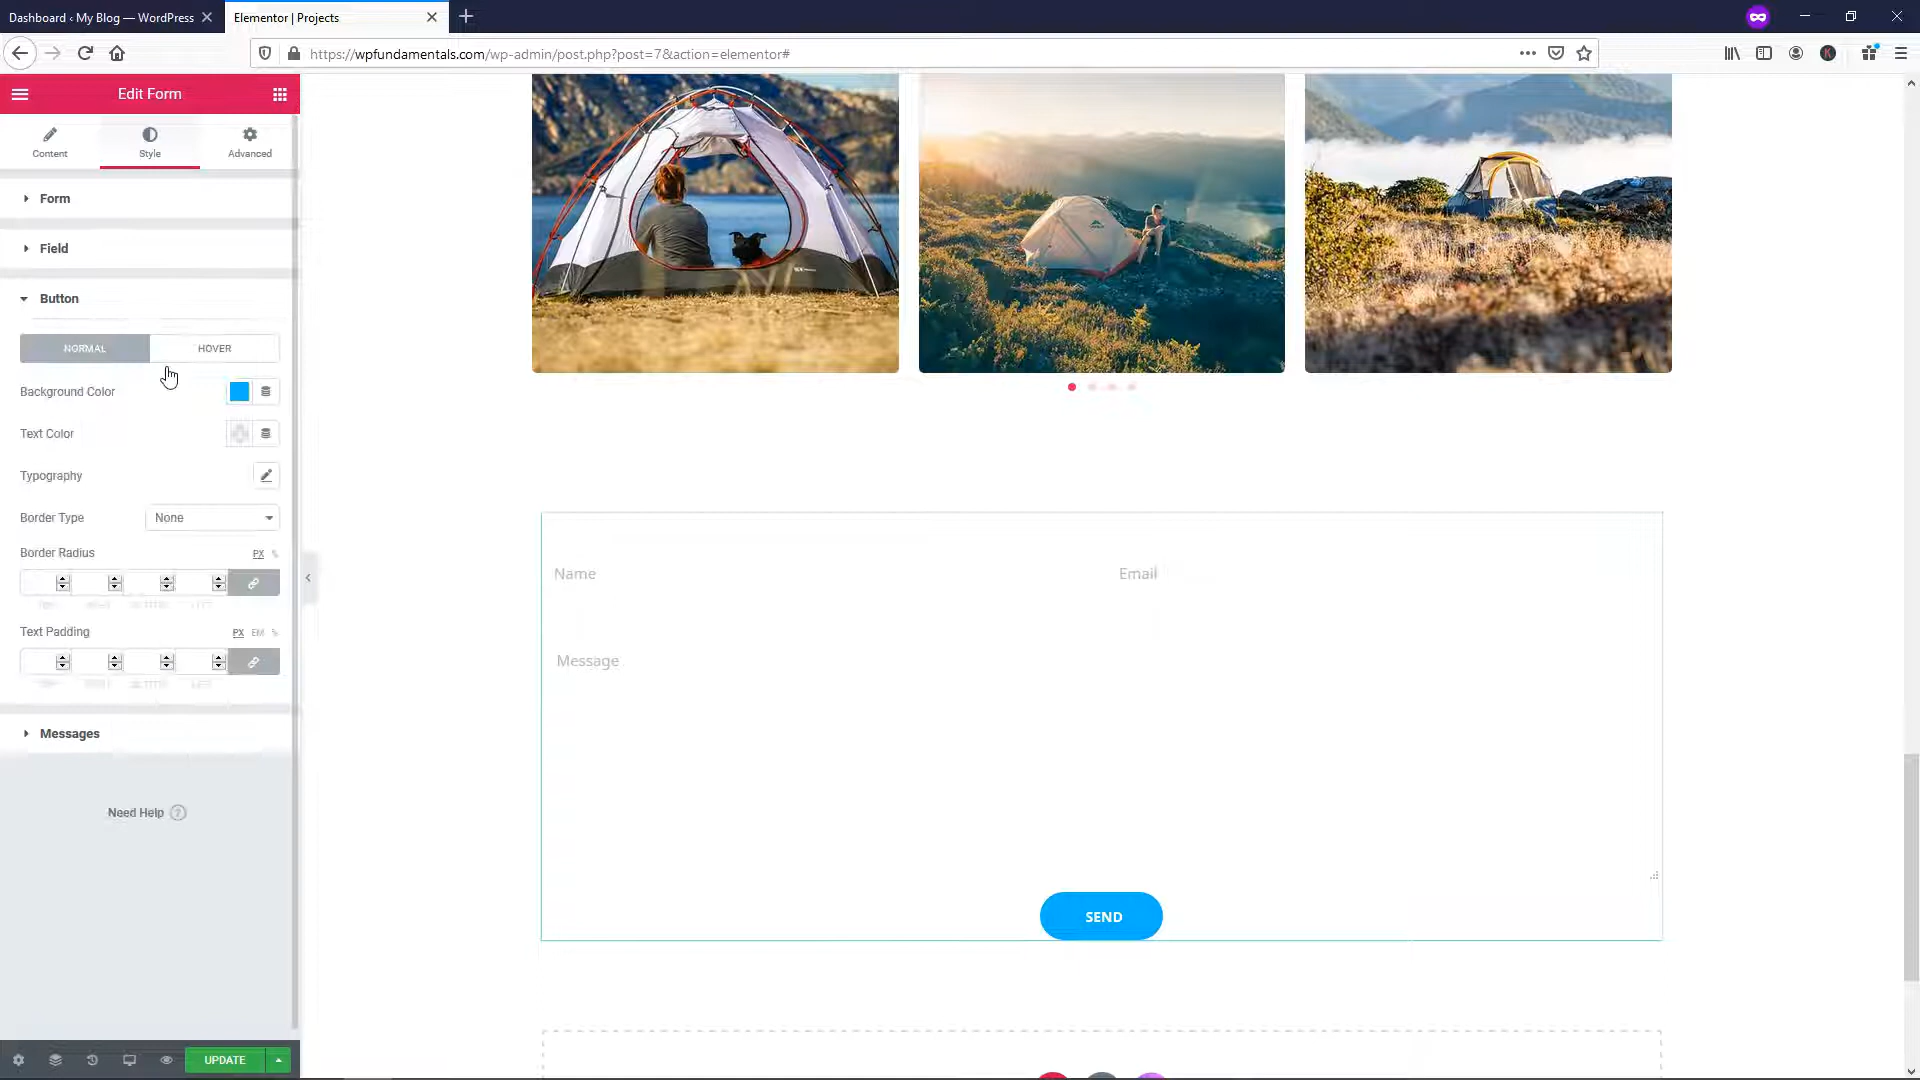 Dashboard ‹ My Blog — WordPress
Elementor | Projects
https://wpfundamentals.com/wp-admin/post.php?post=7&action=elementor#
Edit Form
Content
Style
Advanced
Form
Field
Button
NORMAL
HOVER
Background Color
Text Color
Typography
Border Type
None
Border Radius
PX
%
Text Padding
PX EM %
Messages
Need Help ?
UPDATE
Name
Email
Message
SEND